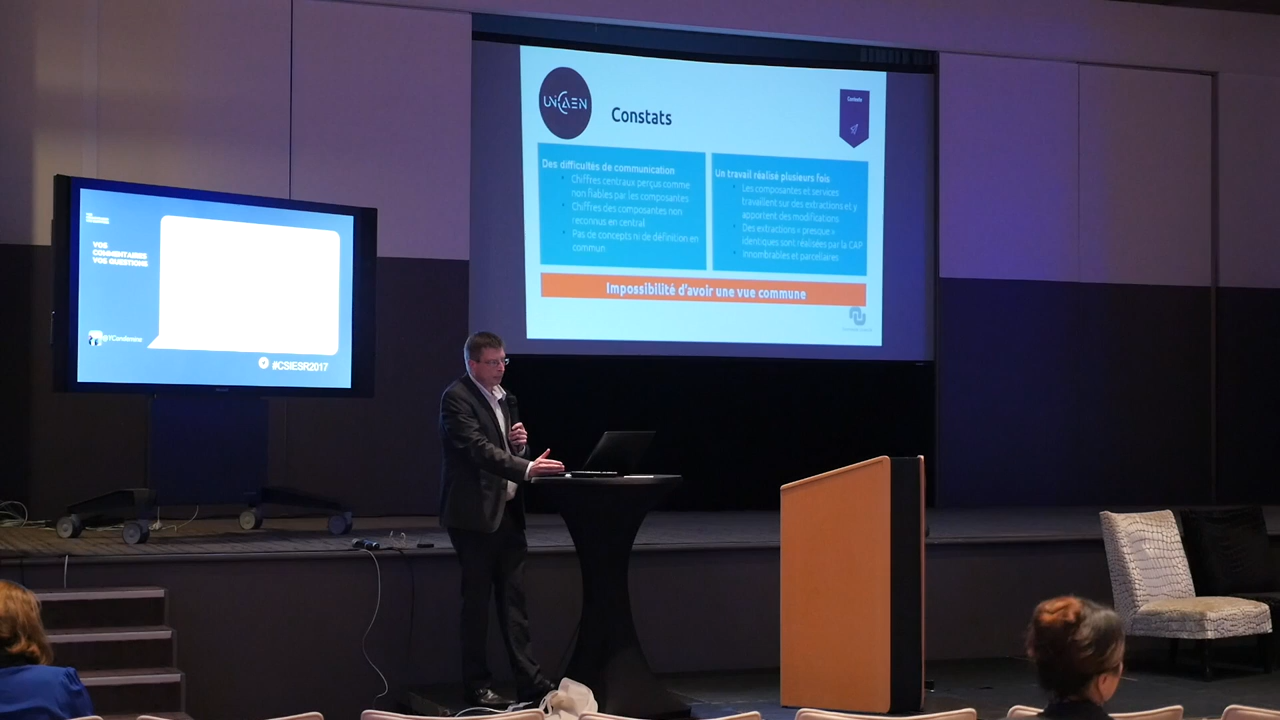 VOS
COMMENTAIRES
VOS QUESTIONS
#CSIESR2017
UNICAEN
Constats
Constats
Des difficultés de communication
• Chiffres centraux perçus comme
non fiables par les composantes
• Chiffres des composantes non
reconnus en central
• Pas de concepts ni de définition en
commun
Un travail réalisé plusieurs fois
• Les composantes et services
travaillent sur des extractions et y
apportent des modifications
• Des extractions « presque »
identiques sont réalisées par la CAP
• Innombrables et parcellaires
Impossibilité d'avoir une vue commune